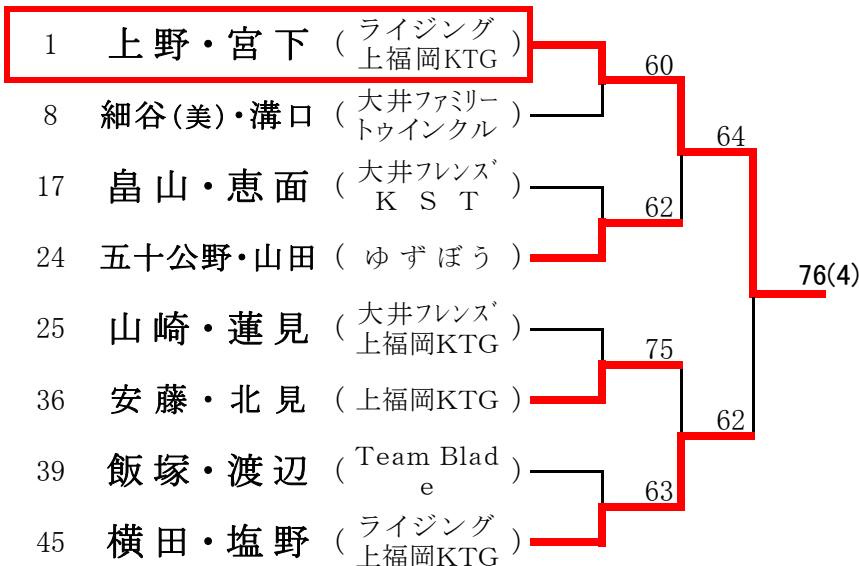 1 上野・宮下 ( ライジング 上福岡KTG )
60
8 細谷(美)・溝口 ( 大井ファミリー トゥインクル )
64
17 畠山・恵面 ( 大井フレンズ K S T )
62
24 五十公野・山田 ( ゆずぼう )
76(4)
25 山崎・蓮見 ( 大井フレンズ 上福岡KTG )
75
36 安藤・北見 ( 上福岡KTG )
62
39 飯塚・渡辺 ( Team Blad e )
63
45 横田・塩野 ( ライジング 上福岡KTG )